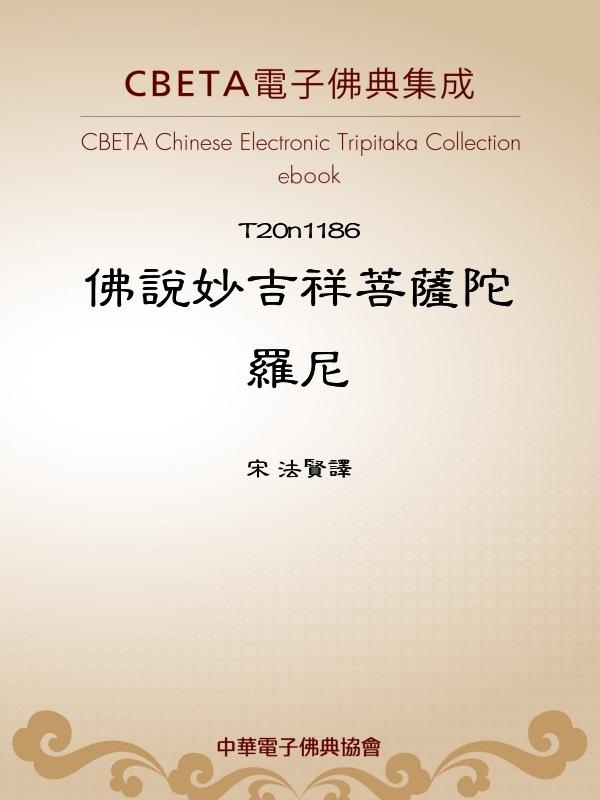 CBETA電子佛典集成
CBETA Chinese Electronic Tripitaka Collection
ebook
T20n1186
佛說妙吉祥菩薩陀
羅尼
宋 法賢譯
中華電子佛典協會